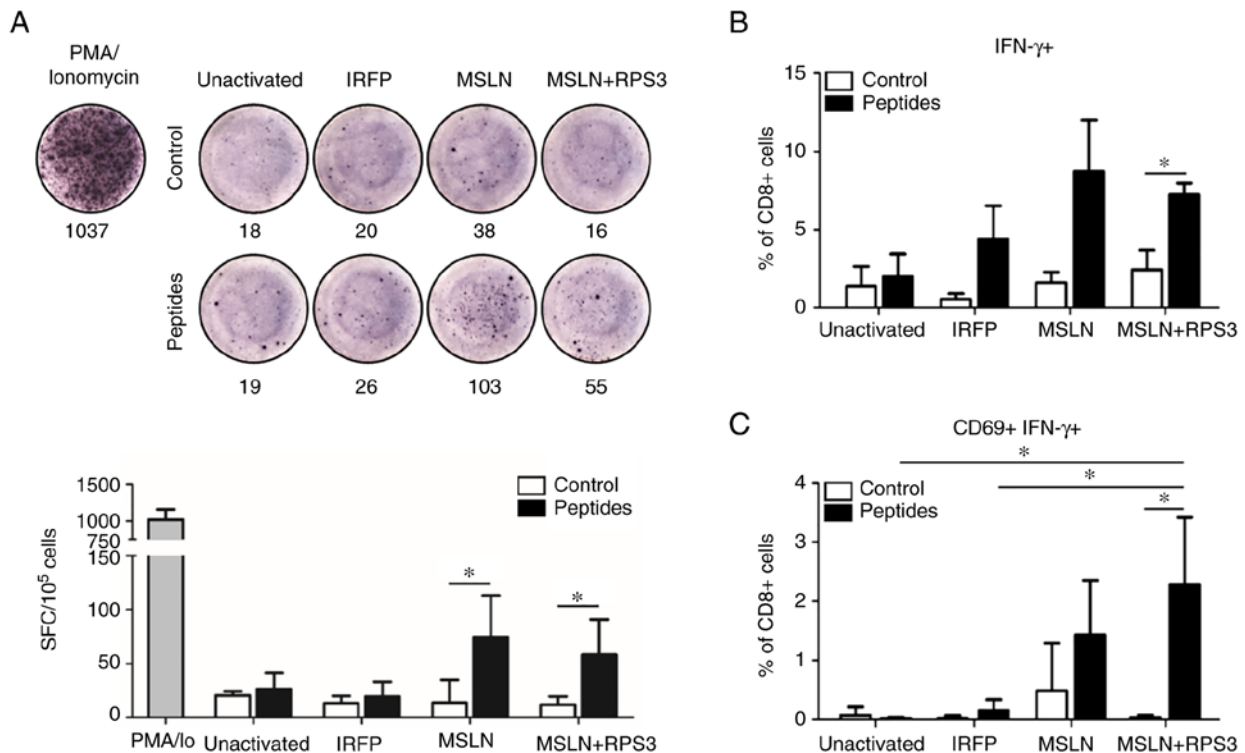 A
PMA/
Ionomycin
Unactivated IRFP MSLN MSLN+RPS3
Control
1037
18 20 38 16
Peptides
19 26 103 55
1500
1000
750
150
100
50
0
SFC/10⁵ cells
Control
Peptides
*
*
PMA/Io Unactivated IRFP MSLN MSLN+RPS3
B
IFN-γ+
15
10
5
0
% of CD8+ cells
Control
Peptides
*
Unactivated IRFP MSLN MSLN+RPS3
C
CD69+ IFN-γ+
*
*
*
4
3
2
1
0
% of CD8+ cells
Control
Peptides
Unactivated IRFP MSLN MSLN+RPS3